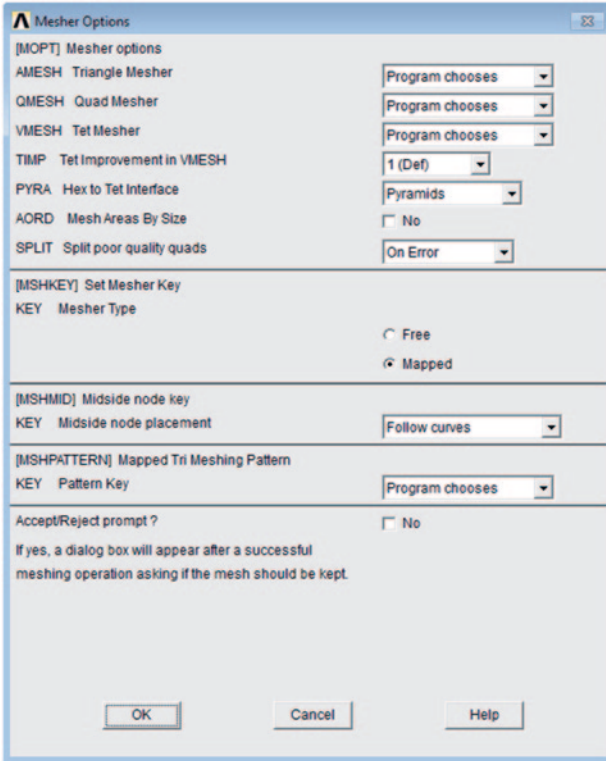 Mesher Options
[MOPT] Mesher options
AMESH Triangle Mesher Program chooses
QMESH Quad Mesher Program chooses
VMESH Tet Mesher Program chooses
TIMP Tet Improvement in VMESH 1 (Def)
PYRA Hex to Tet Interface Pyramids
AORD Mesh Areas By Size No
SPLIT Split poor quality quads On Error
[MSHKEY] Set Mesher Key
KEY Mesher Type
Free
Mapped
[MSHMID] Midside node key
KEY Midside node placement Follow curves
[MSHPATTERN] Mapped Tri Meshing Pattern
KEY Pattern Key Program chooses
Accept/Reject prompt ? No
If yes, a dialog box will appear after a successful
meshing operation asking if the mesh should be kept.
OK Cancel Help